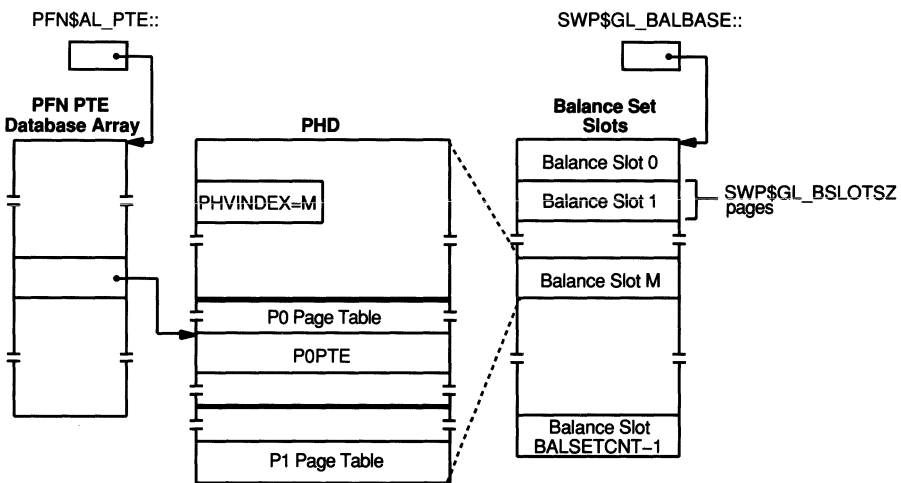 PFN$AL_PTE::
SWP$GL_BALBASE::
PFN PTE
Database Array
PHD
Balance Set
Slots
Balance Slot 0
PHVINDEX=M
Balance Slot 1
SWP$GL_BSLOTSZ
pages
Balance Slot M
P0 Page Table
P0PTE
Balance Slot
BALSETCNT–1
P1 Page Table